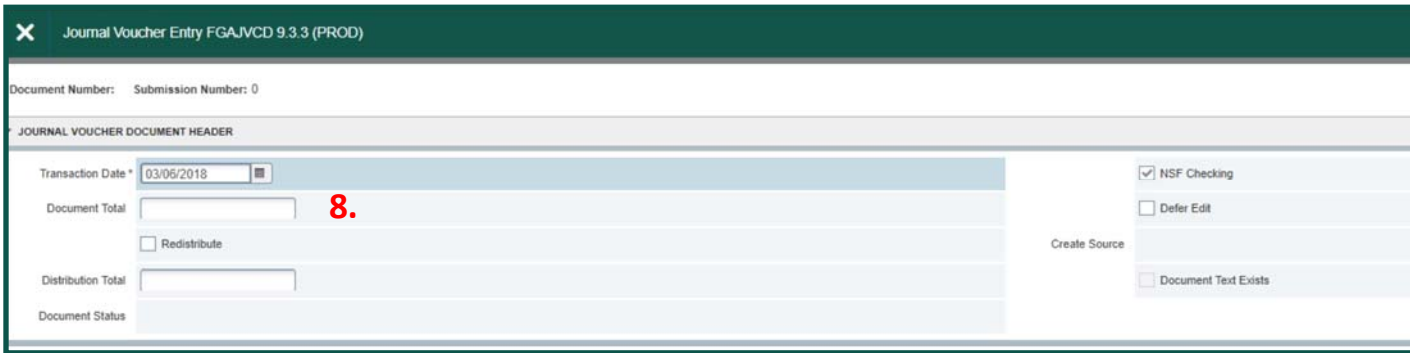 Journal Voucher Entry FGAJVCD 9.3.3 (PROD)
Document Number: Submission Number: 0
JOURNAL VOUCHER DOCUMENT HEADER
Transaction Date * 03/06/2018 NSF Checking
Document Total 8. Defer Edit
Redistribute Create Source
Distribution Total Document Text Exists
Document Status